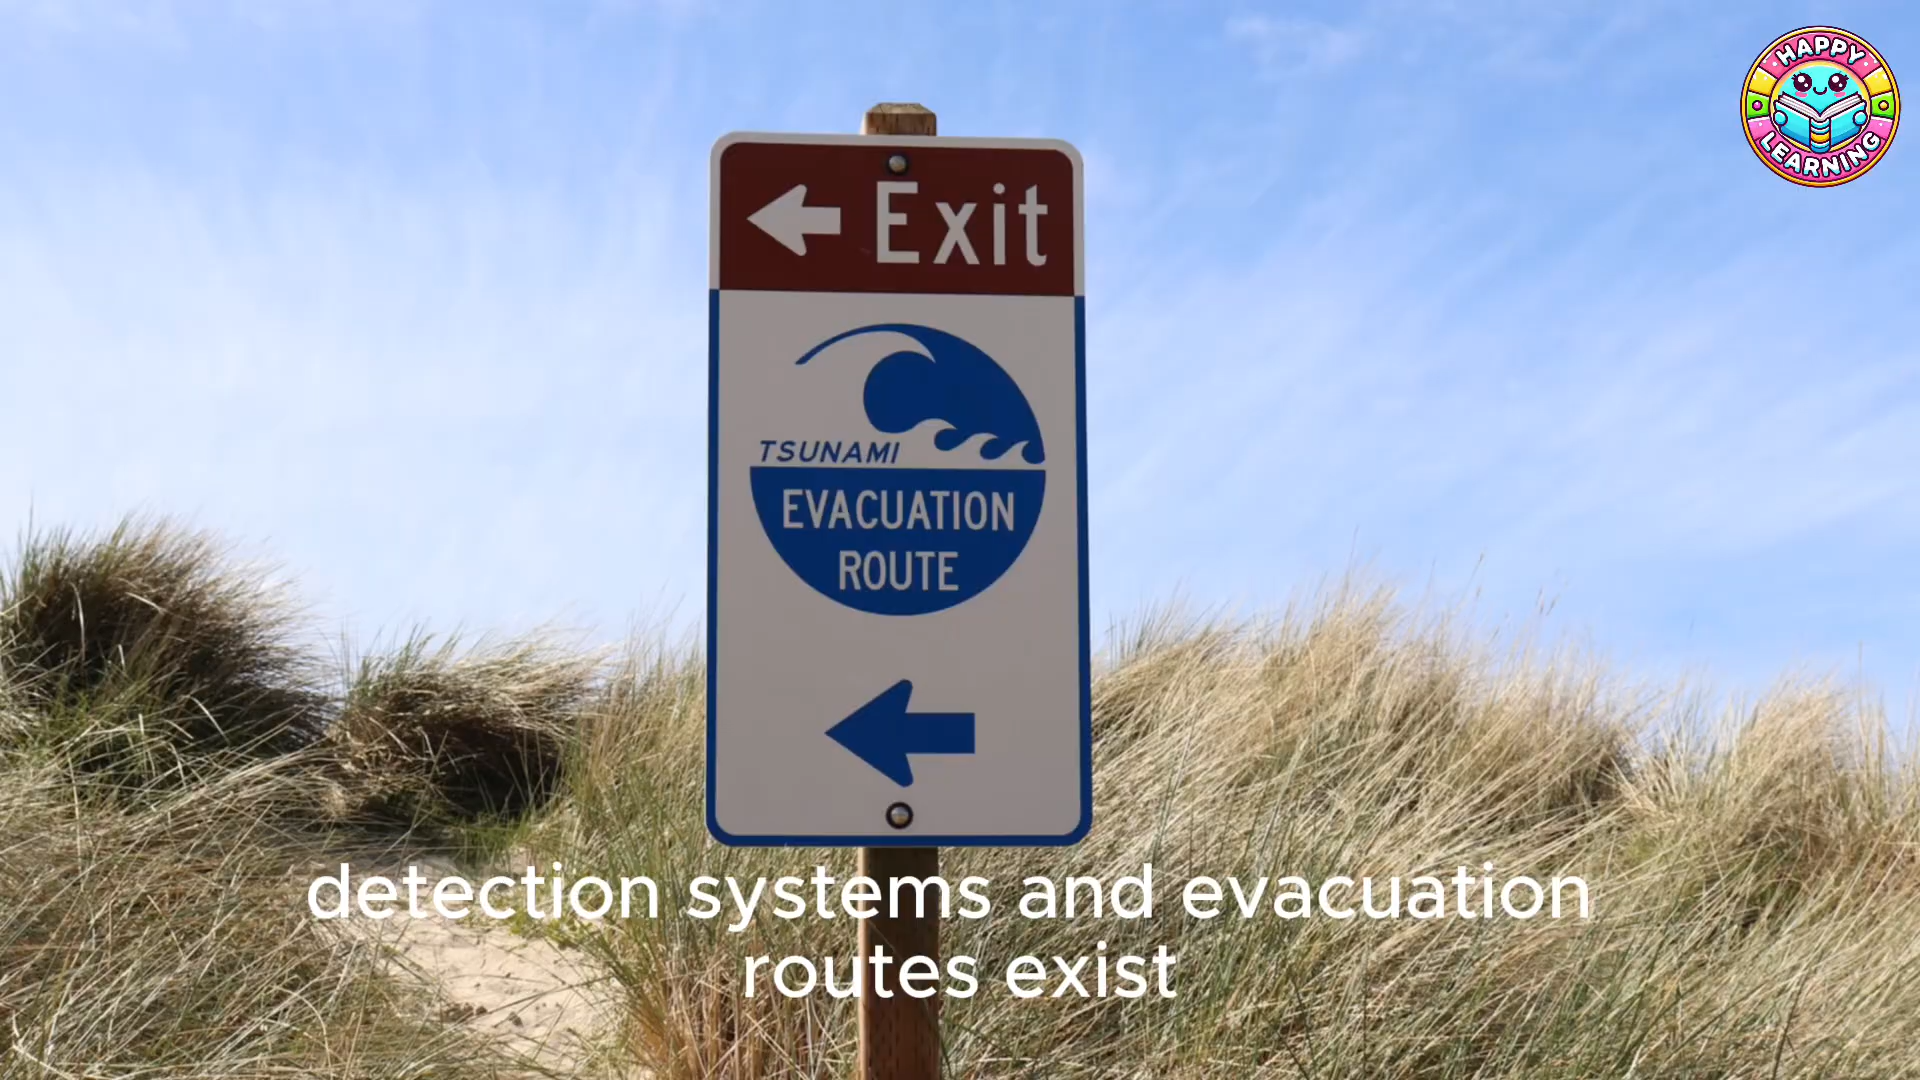 HAPPY
LEARNING
Exit
TSUNAMI
EVACUATION
ROUTE
detection systems and evacuation
routes exist